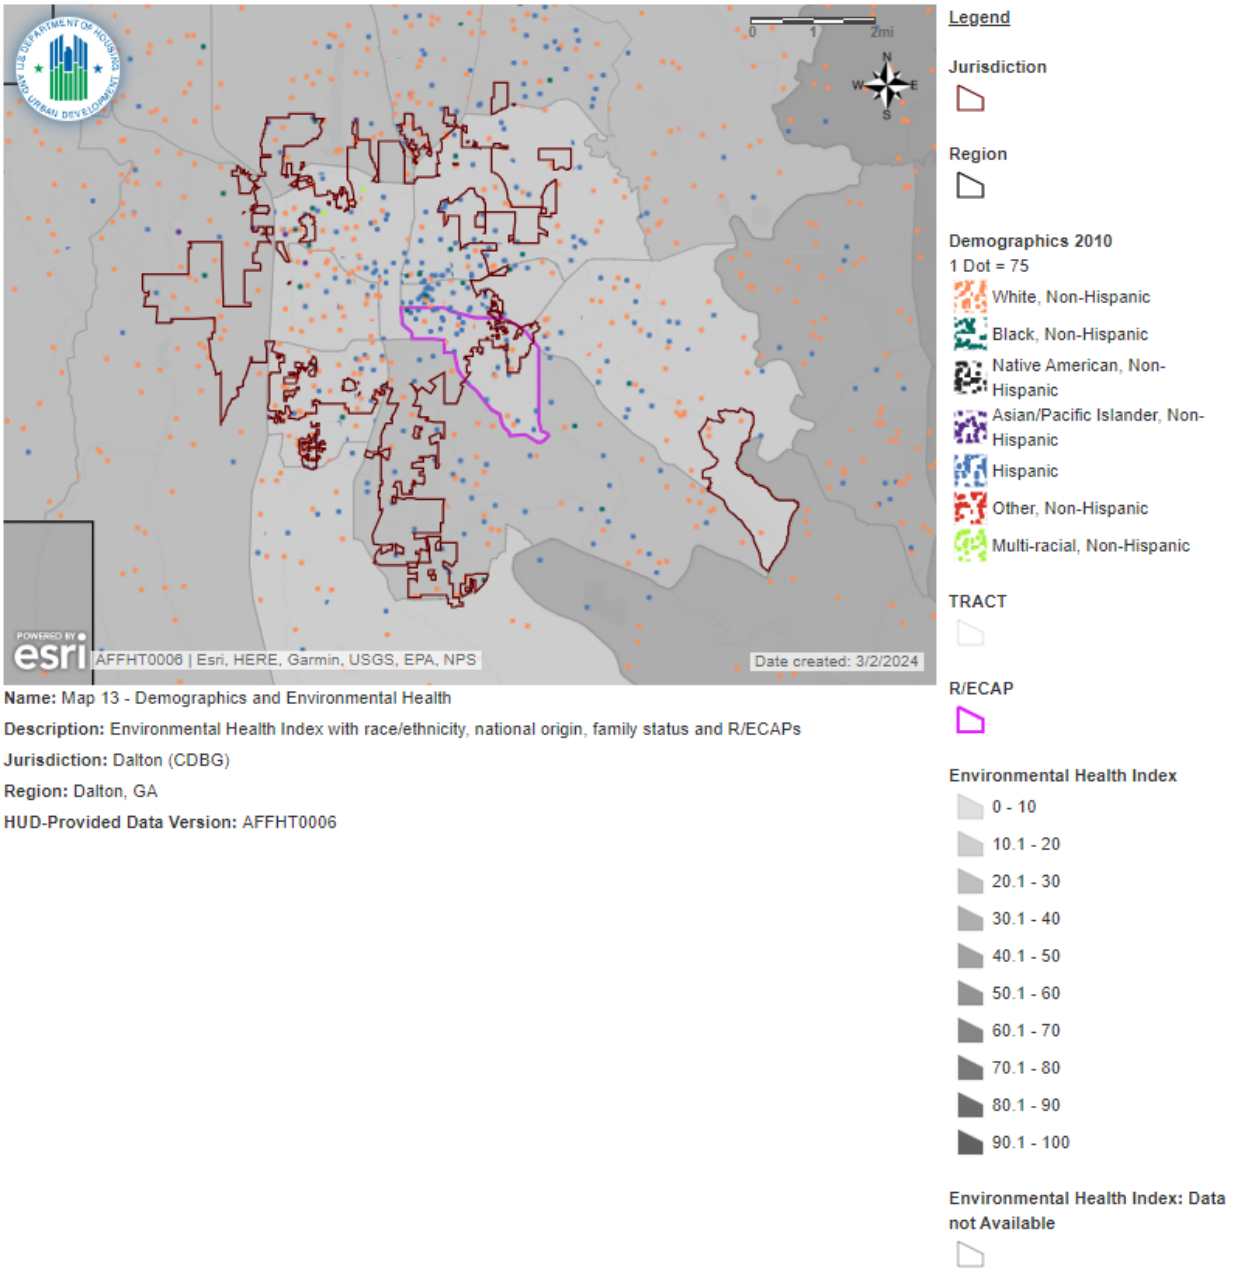 U.S. DEPARTMENT OF HOUSING
AND URBAN DEVELOPMENT
0 1 2mi
N
W E
S
POWERED BY
esri
AFFHT0006 | Esri, HERE, Garmin, USGS, EPA, NPS
Date created: 3/2/2024
Name: Map 13 - Demographics and Environmental Health
Description: Environmental Health Index with race/ethnicity, national origin, family status and R/ECAPs
Jurisdiction: Dalton (CDBG)
Region: Dalton, GA
HUD-Provided Data Version: AFFHT0006
Legend
Jurisdiction
Region
Demographics 2010
1 Dot = 75
White, Non-Hispanic
Black, Non-Hispanic
Native American, Non-
Hispanic
Asian/Pacific Islander, Non-
Hispanic
Hispanic
Other, Non-Hispanic
Multi-racial, Non-Hispanic
TRACT
R/ECAP
Environmental Health Index
0 - 10
10.1 - 20
20.1 - 30
30.1 - 40
40.1 - 50
50.1 - 60
60.1 - 70
70.1 - 80
80.1 - 90
90.1 - 100
Environmental Health Index: Data
not Available